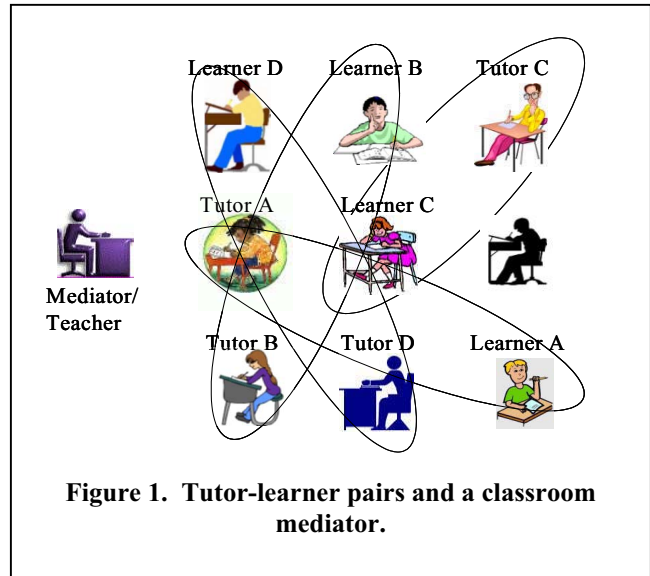 Learner D Learner B Tutor C
Tutor A Learner C
Mediator/
Teacher
Tutor B Tutor D Learner A
Figure 1. Tutor-learner pairs and a classroom
mediator.